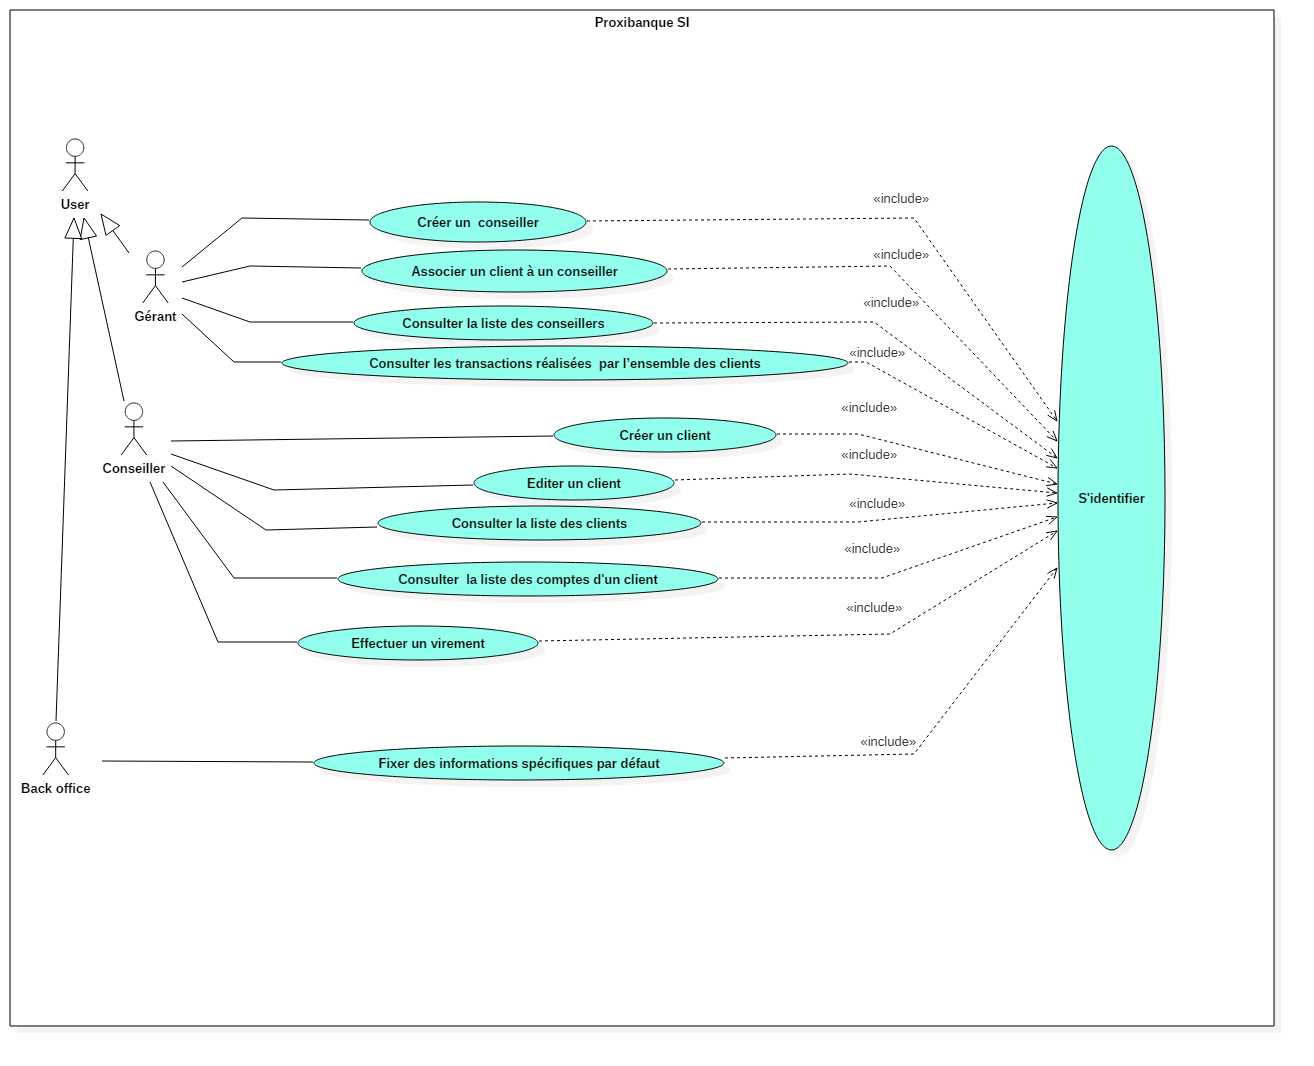 Proxibanque SI
User
«include»
Créer un  conseiller
«include»
Associer un client à un conseiller
«include»
Gérant
Consulter la liste des conseillers
«include»
Consulter les transactions réalisées  par l'ensemble des clients
«include»
Créer un client
«include»
Conseiller
Editer un client
S'identifier
«include»
Consulter la liste des clients
«include»
Consulter  la liste des comptes d'un client
«include»
Effectuer un virement
«include»
Fixer des informations spécifiques par défaut
Back office